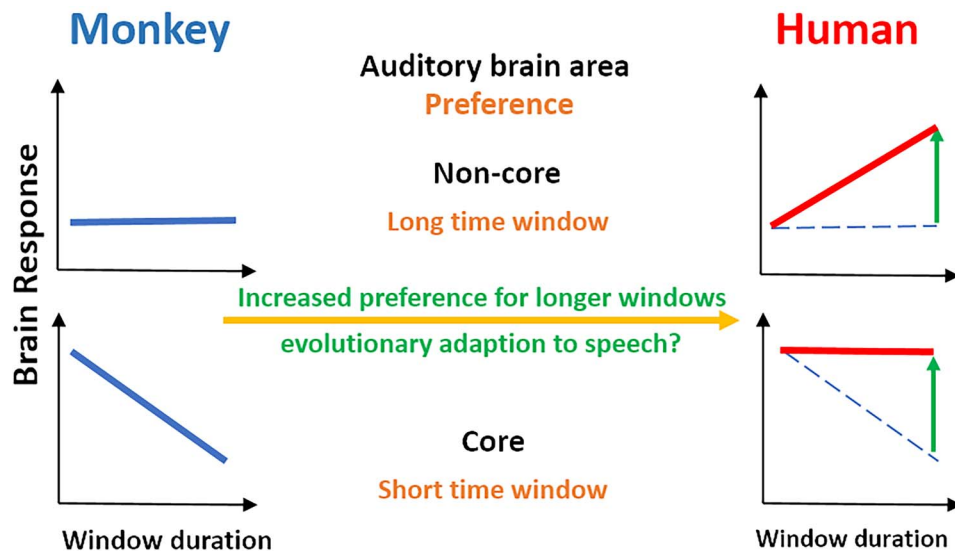 Monkey
Human
Auditory brain area
Preference
Non-core
Long time window
Brain Response
Increased preference for longer windows
evolutionary adaption to speech?
Core
Short time window
Window duration
Window duration